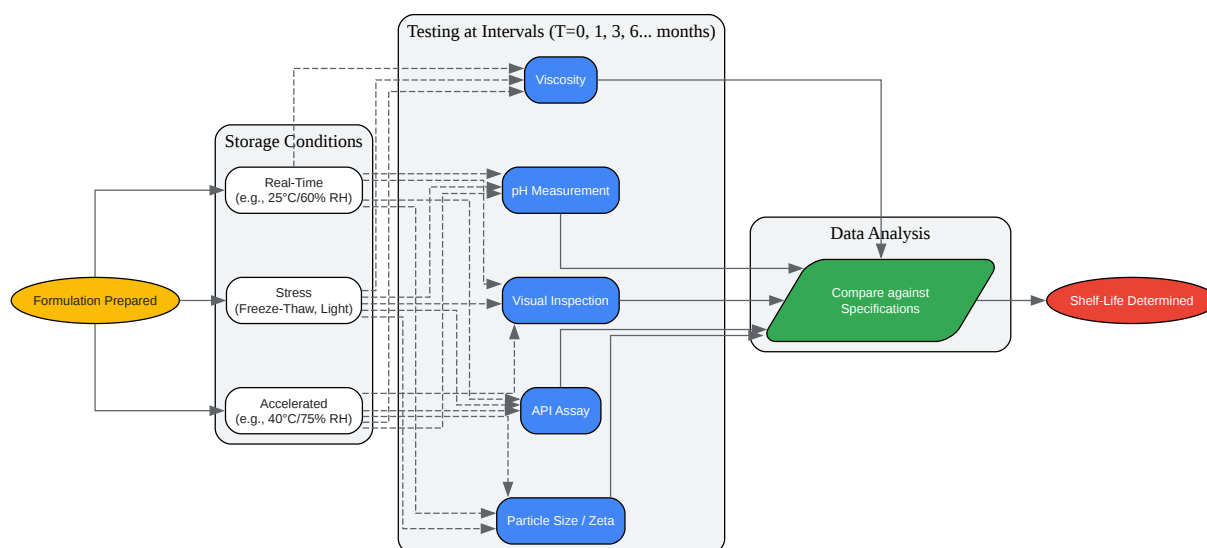 Testing at Intervals (T=0, 1, 3, 6... months)
Viscosity
Storage Conditions
Real-Time
(e.g., 25°C/60% RH)
pH Measurement
Data Analysis
Formulation Prepared
Stress
(Freeze-Thaw, Light)
Visual Inspection
Compare against
Specifications
Shelf-Life Determined
Accelerated
(e.g., 40°C/75% RH)
API Assay
Particle Size / Zeta